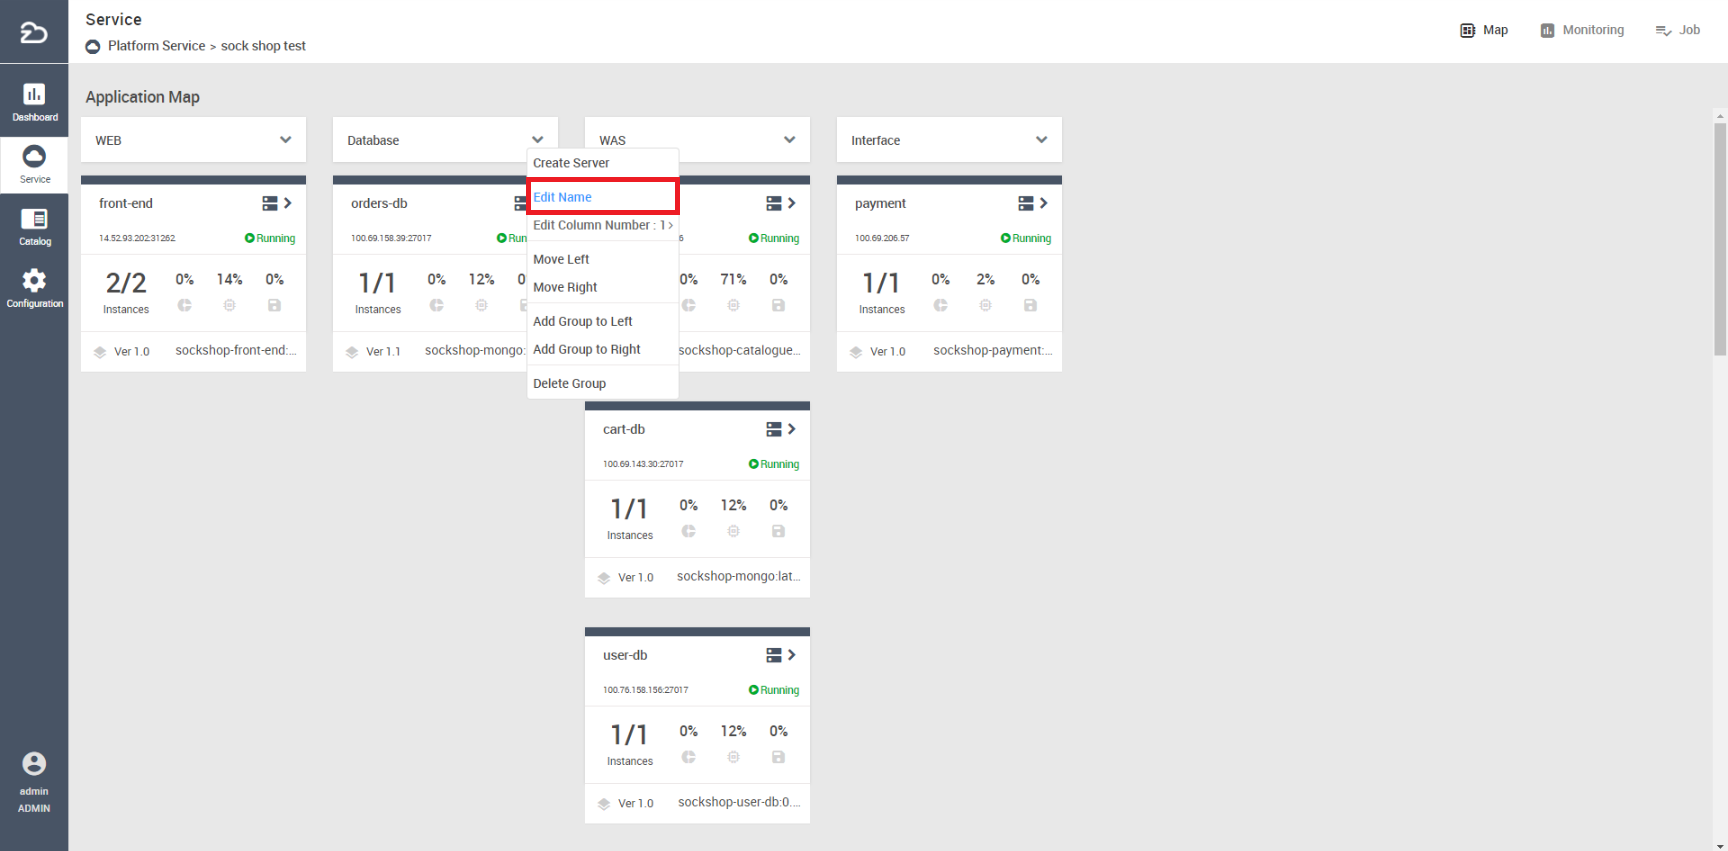 Service
Platform Service > sock shop test
Map
Monitoring
Job
Dashboard
Service
Catalog
Configuration
admin
ADMIN
Application Map
WEB
front-end
14.52.93.202:31262
Running
2/2
Instances
0%
14%
0%
Ver 1.0
sockshop-front-end:...
Database
orders-db
100.69.158.39:27017
Run
1/1
Instances
0%
12%
0
Ver 1.1
sockshop-mongo:
Create Server
Edit Name
Edit Column Number : 1 >
Move Left
Move Right
Add Group to Left
Add Group to Right
Delete Group
WAS
6
Running
0%
71%
0%
sockshop-catalogue...
cart-db
100.69.143.30:27017
Running
1/1
Instances
0%
12%
0%
Ver 1.0
sockshop-mongo:lat...
user-db
100.76.158.156:27017
Running
1/1
Instances
0%
12%
0%
Ver 1.0
sockshop-user-db:0....
Interface
payment
100.69.206.57
Running
1/1
Instances
0%
2%
0%
Ver 1.0
sockshop-payment:...